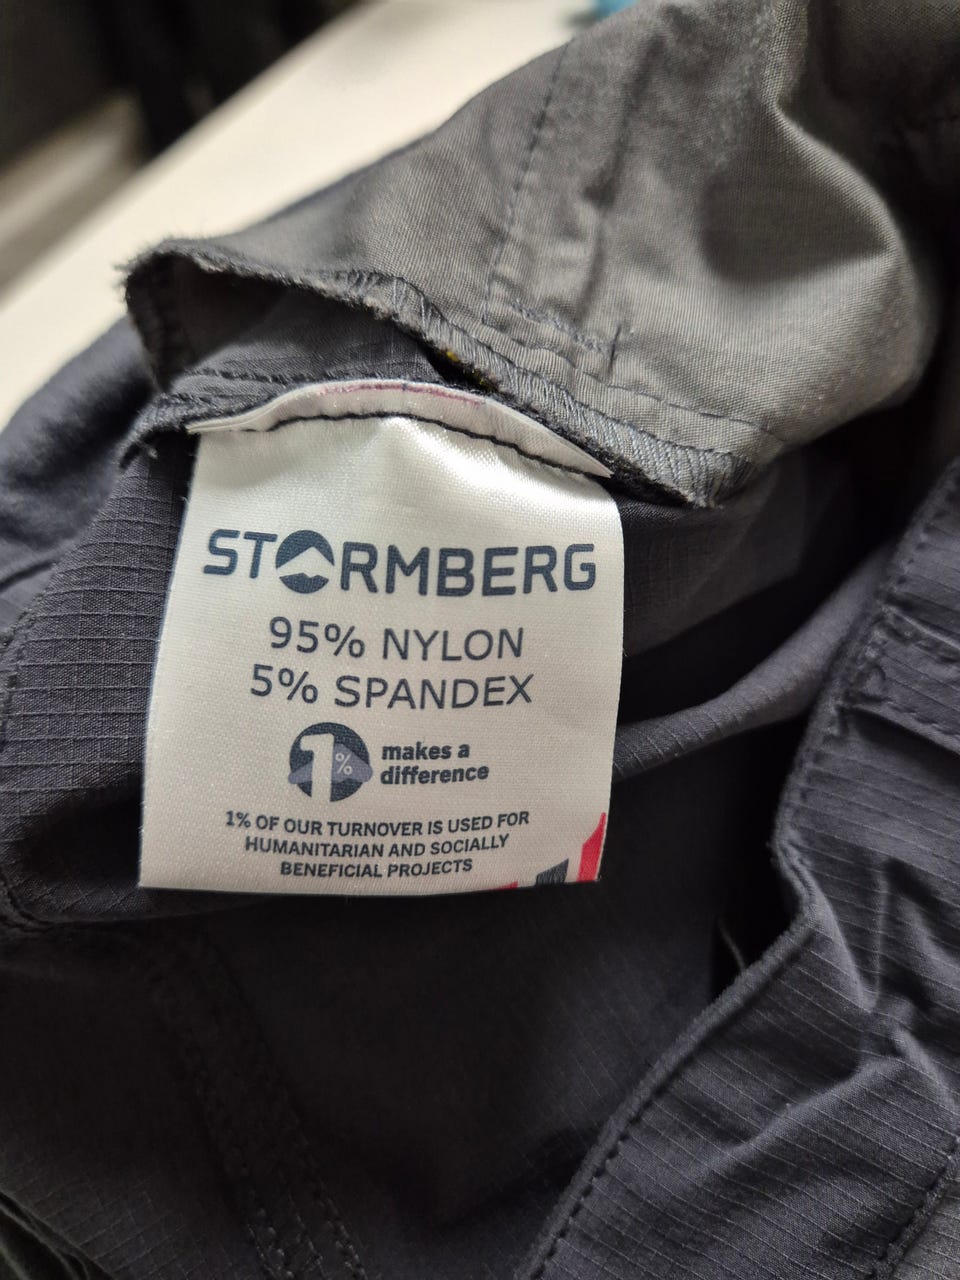 STORMBERG
95% NYLON
5% SPANDEX
1%
makes a
difference
1% OF OUR TURNOVER IS USED FOR
HUMANITARIAN AND SOCIALLY
BENEFICIAL PROJECTS